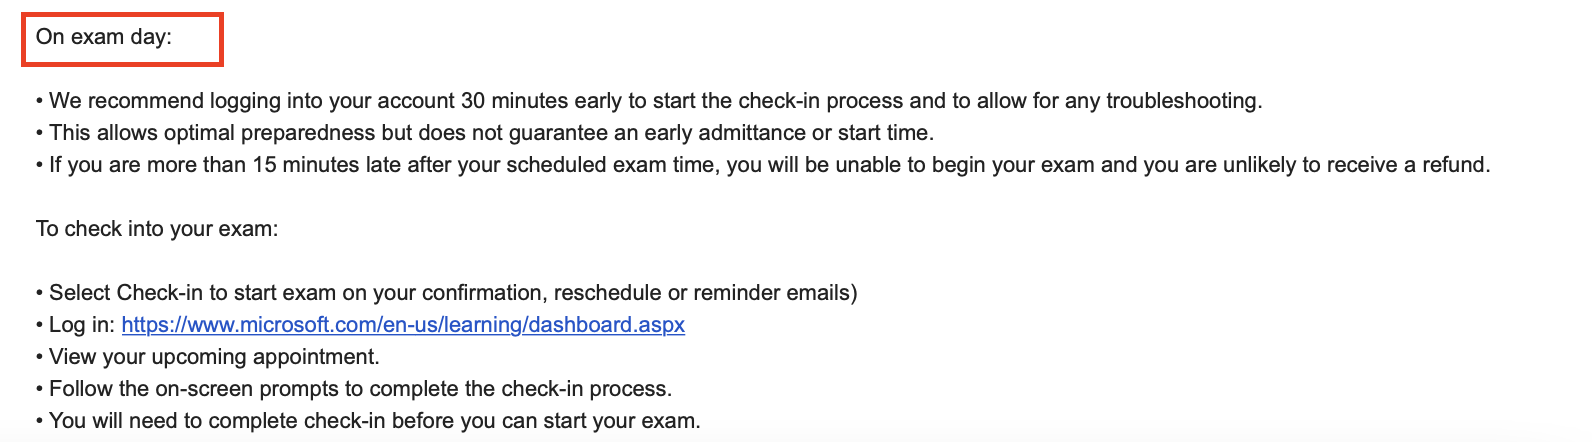 On exam day:
• We recommend logging into your account 30 minutes early to start the check-in process and to allow for any troubleshooting.
• This allows optimal preparedness but does not guarantee an early admittance or start time.
• If you are more than 15 minutes late after your scheduled exam time, you will be unable to begin your exam and you are unlikely to receive a refund.
To check into your exam:
• Select Check-in to start exam on your confirmation, reschedule or reminder emails)
• Log in: https://www.microsoft.com/en-us/learning/dashboard.aspx
• View your upcoming appointment.
• Follow the on-screen prompts to complete the check-in process.
• You will need to complete check-in before you can start your exam.